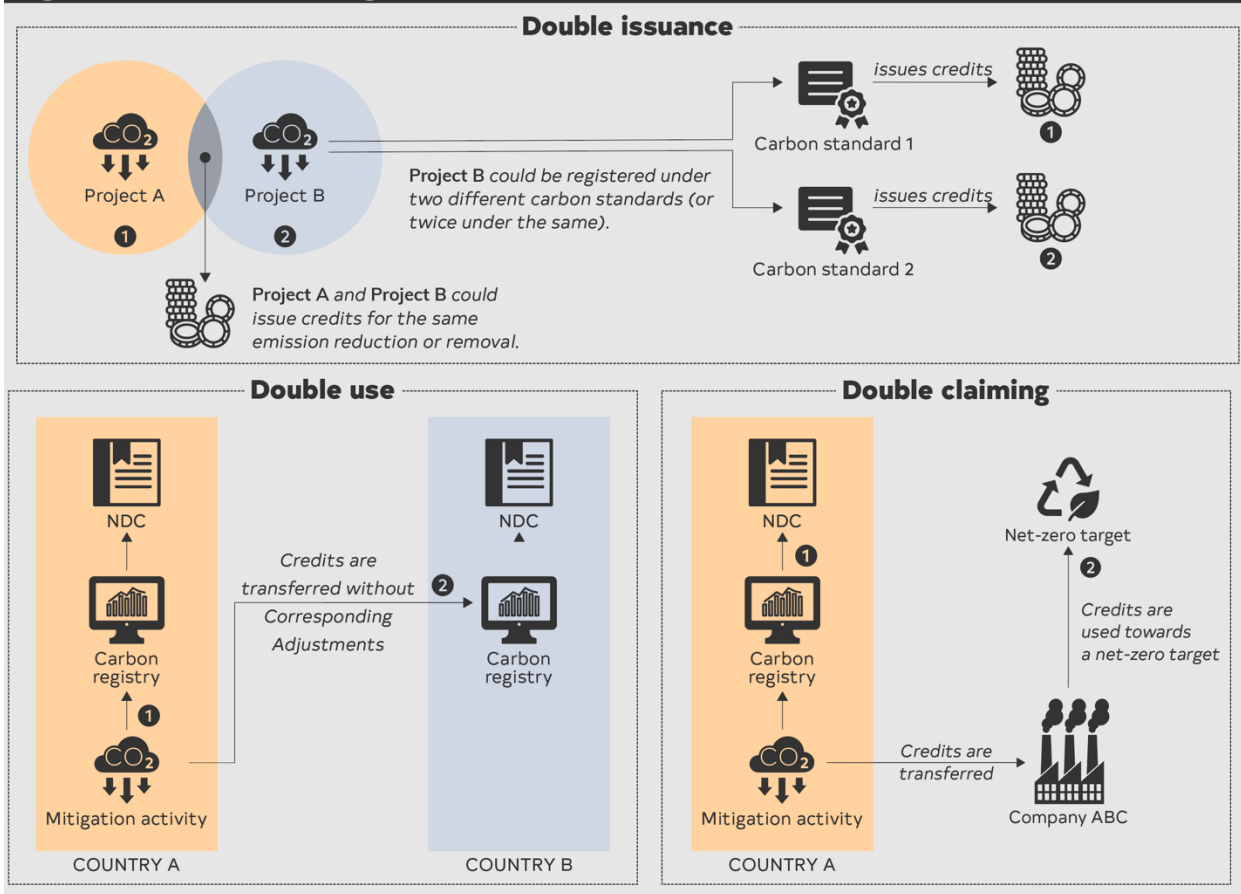 Double issuance
CO2
Project A
1
CO2
Project B
2
Project A and Project B could
issue credits for the same
emission reduction or removal.
Project B could be registered under
two different carbon standards (or
twice under the same).
Carbon standard 1
issues credits
1
Carbon standard 2
issues credits
2
Double use
NDC
Carbon
registry
1
CO2
Mitigation activity
COUNTRY A
Credits are
transferred without
Corresponding
Adjustments
2
NDC
Carbon
registry
COUNTRY B
Double claiming
NDC
1
Carbon
registry
CO2
Mitigation activity
COUNTRY A
Credits are
transferred
Net-zero target
2
Credits are
used towards
a net-zero target
Company ABC